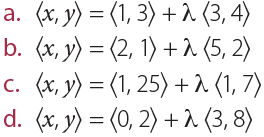 a. ⟨x, y⟩ = ⟨1, 3⟩ + λ ⟨3, 4⟩
b. ⟨x, y⟩ = ⟨2, 1⟩ + λ ⟨5, 2⟩
c. ⟨x, y⟩ = ⟨1, 25⟩ + λ ⟨1, 7⟩
d. ⟨x, y⟩ = ⟨0, 2⟩ + λ ⟨3, 8⟩